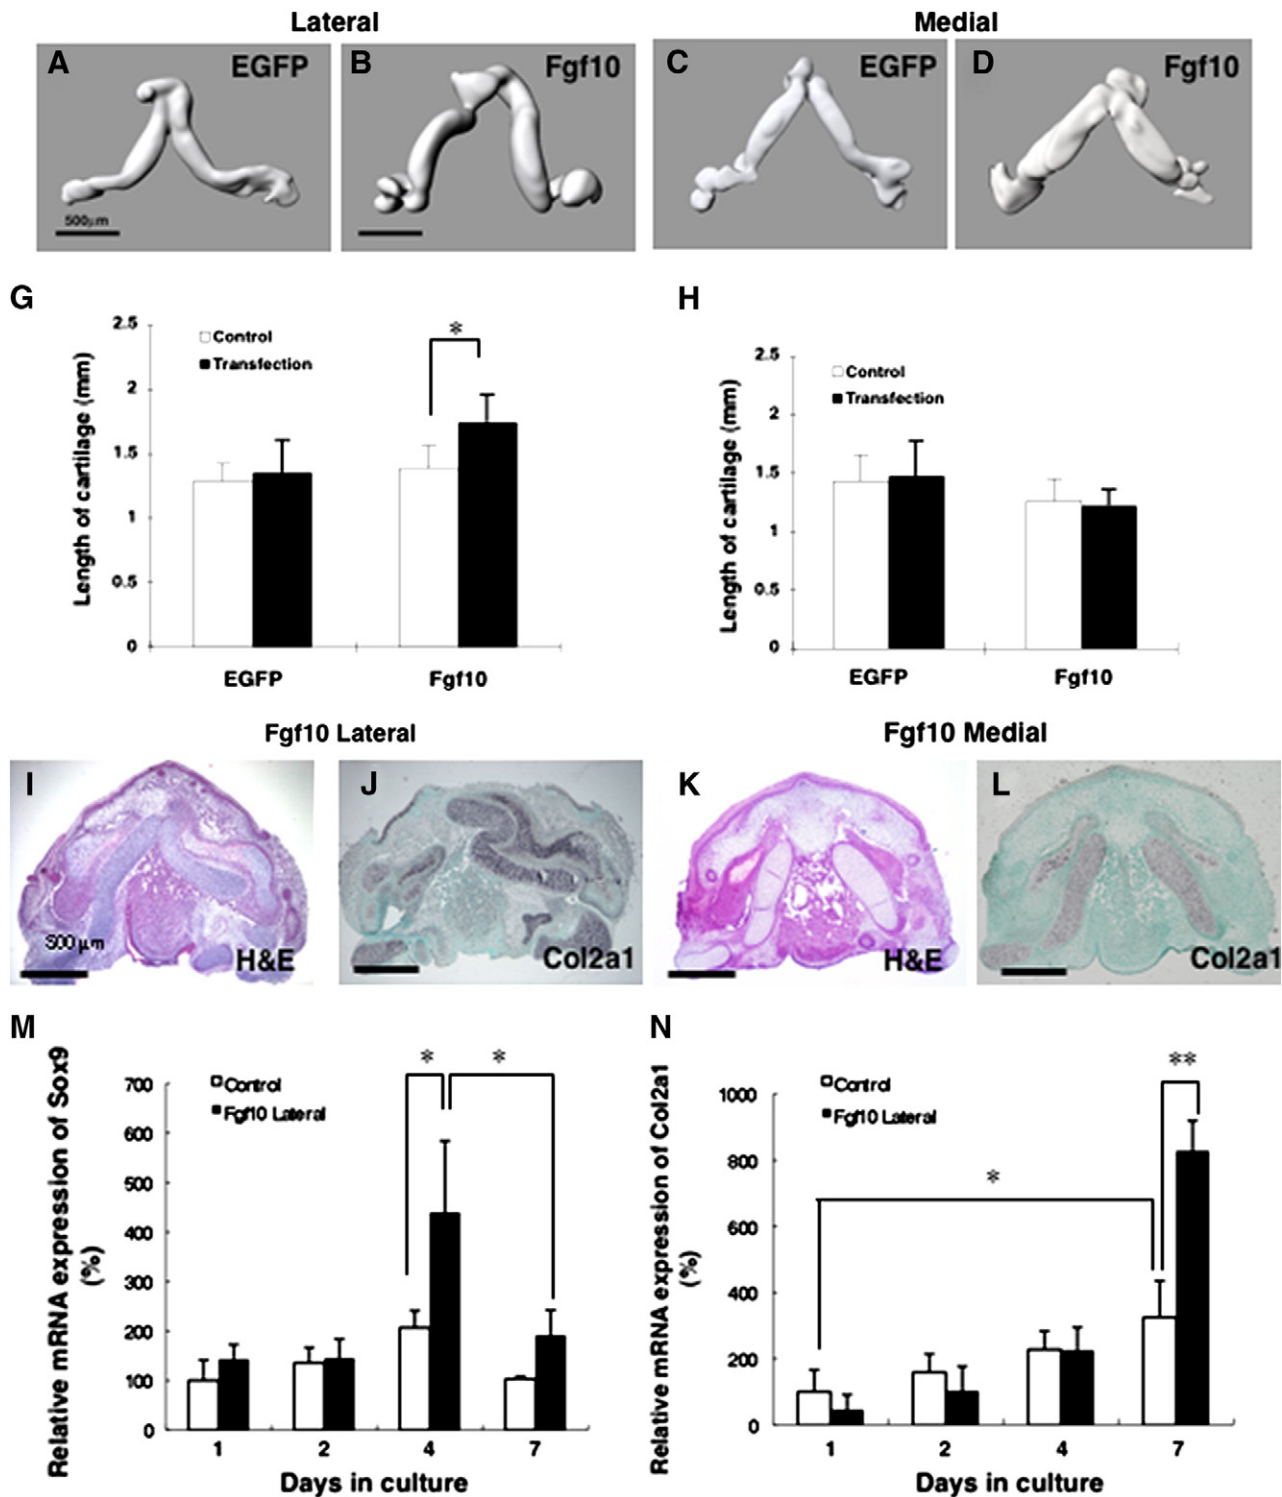 Lateral
Medial
A EGFP
B Fgf10
C EGFP
D Fgf10
500μm
G
Length of cartilage (mm)
2.5
2
1.5
1
0.5
0
Control
Transfection
*
EGFP
Fgf10
H
Length of cartilage (mm)
2.5
2
1.5
1
0.5
0
Control
Transfection
EGFP
Fgf10
Fgf10 Lateral
Fgf10 Medial
I
300 μm
H&E
J
Col2a1
K
H&E
L
Col2a1
M
Relative mRNA expression of Sox9
(%)
700
600
500
400
300
200
100
0
Control
Fgf10 Lateral
*
*
1 2 4 7
Days in culture
N
Relative mRNA expression of Col2a1
(%)
1000
800
600
400
200
0
Control
Fgf10 Lateral
*
**
1 2 4 7
Days in culture